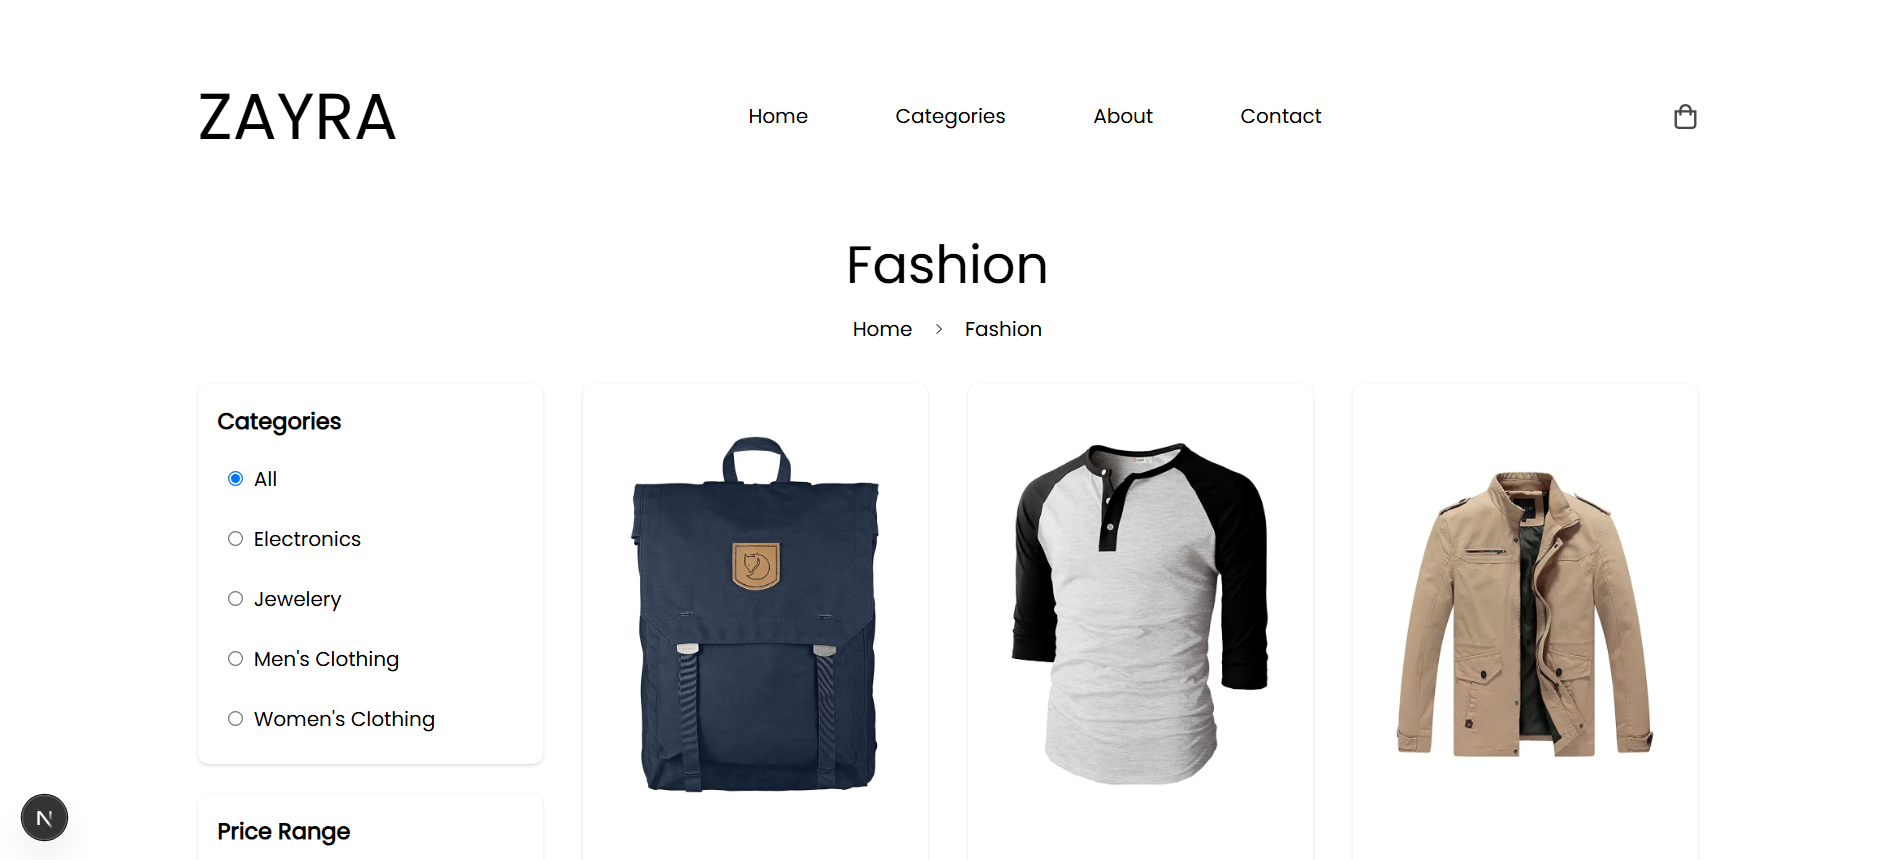 ZAYRA
Home Categories About Contact
Fashion
Home > Fashion
Categories
All
Electronics
Jewelery
Men's Clothing
Women's Clothing
Price Range
N